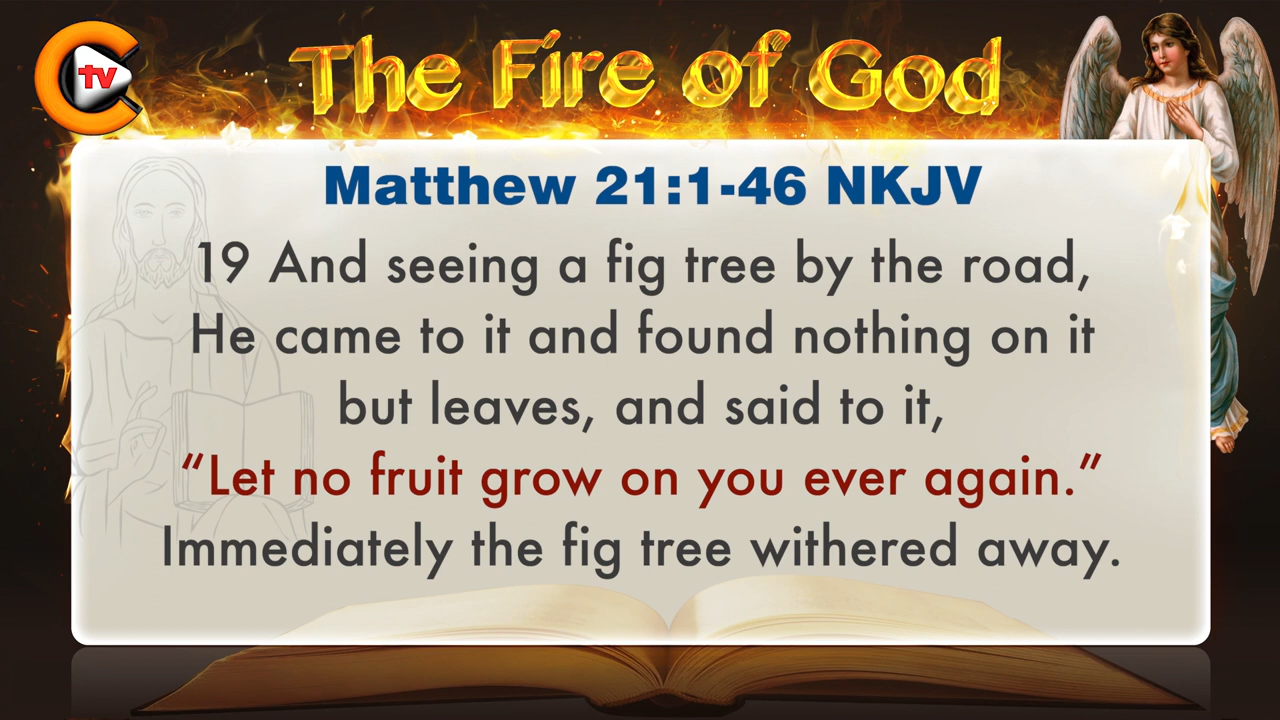 tv
The Fire of God
Matthew 21:1-46 NKJV
19 And seeing a fig tree by the road,
He came to it and found nothing on it
but leaves, and said to it,
“Let no fruit grow on you ever again.”
Immediately the fig tree withered away.